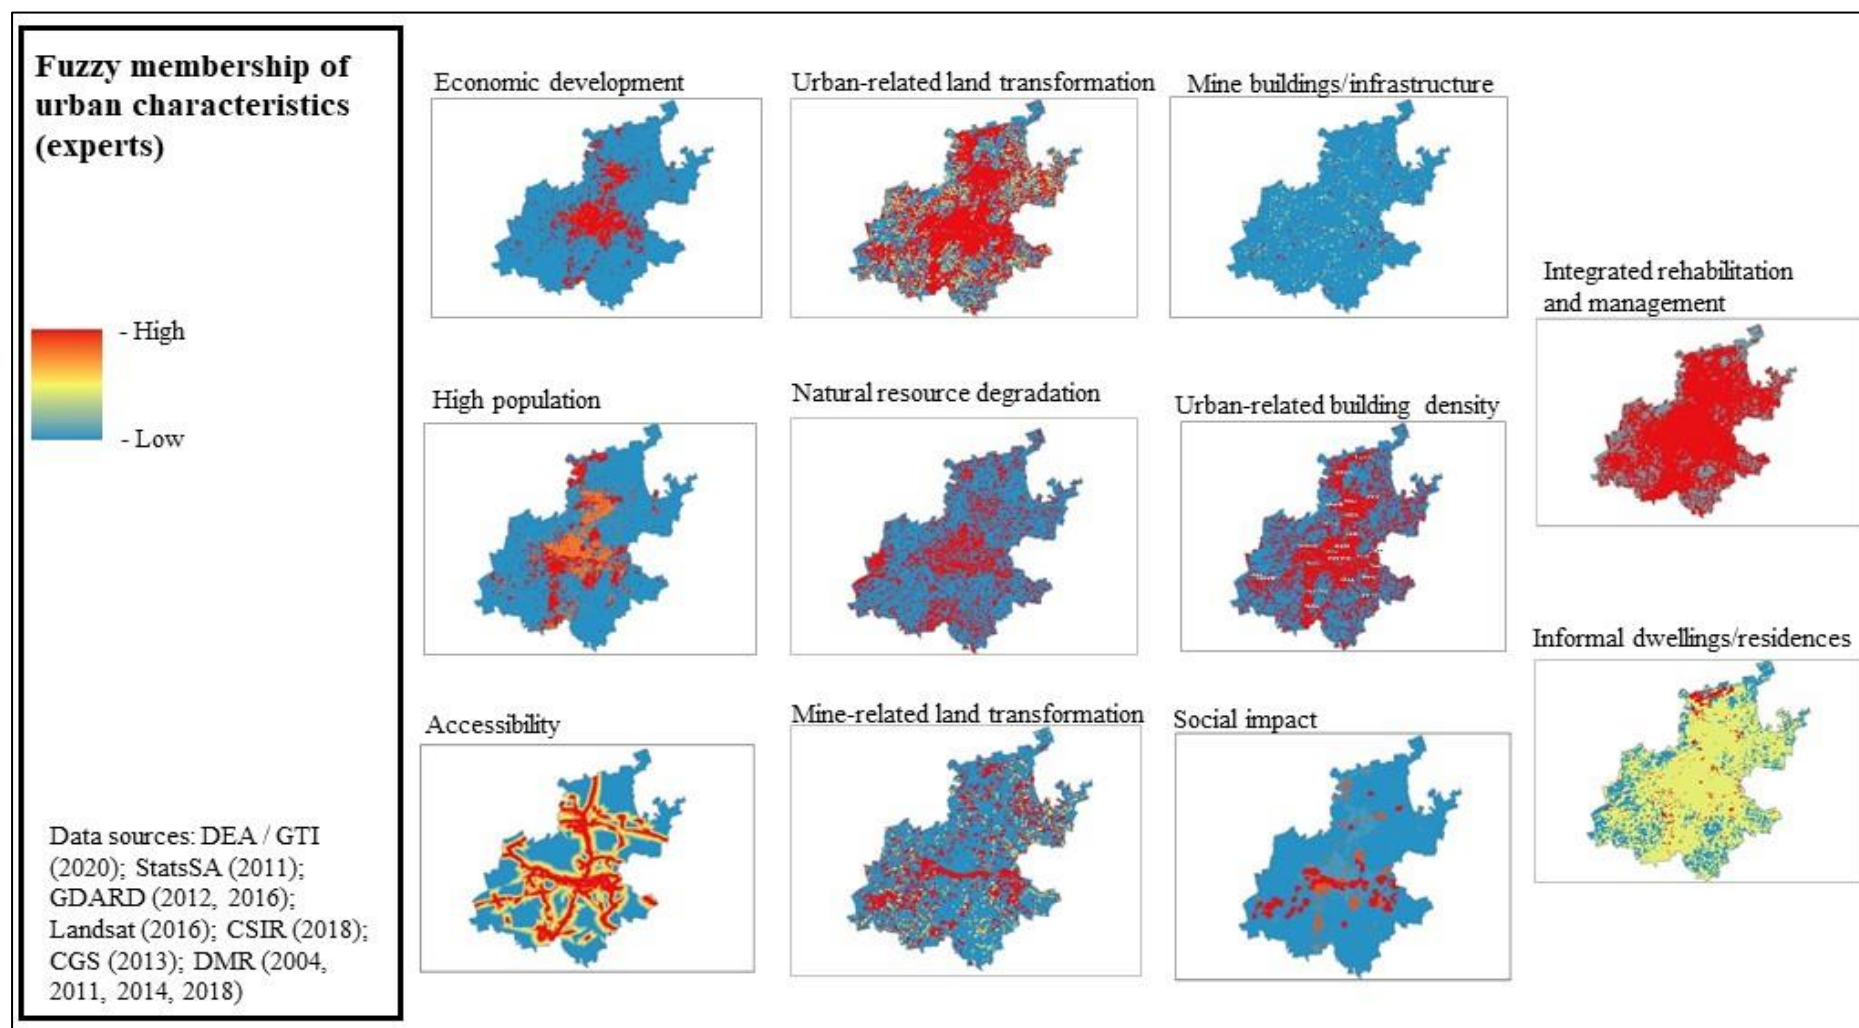 Fuzzy membership of
urban characteristics
(experts)
- High
- Low
Data sources: DEA / GTI
(2020); StatsSA (2011);
GDARD (2012, 2016);
Landsat (2016); CSIR (2018);
CGS (2013); DMR (2004,
2011, 2014, 2018)
Economic development
Urban-related land transformation
Mine buildings/infrastructure
Integrated rehabilitation
and management
High population
Natural resource degradation
Urban-related building density
Informal dwellings/residences
Accessibility
Mine-related land transformation
Social impact